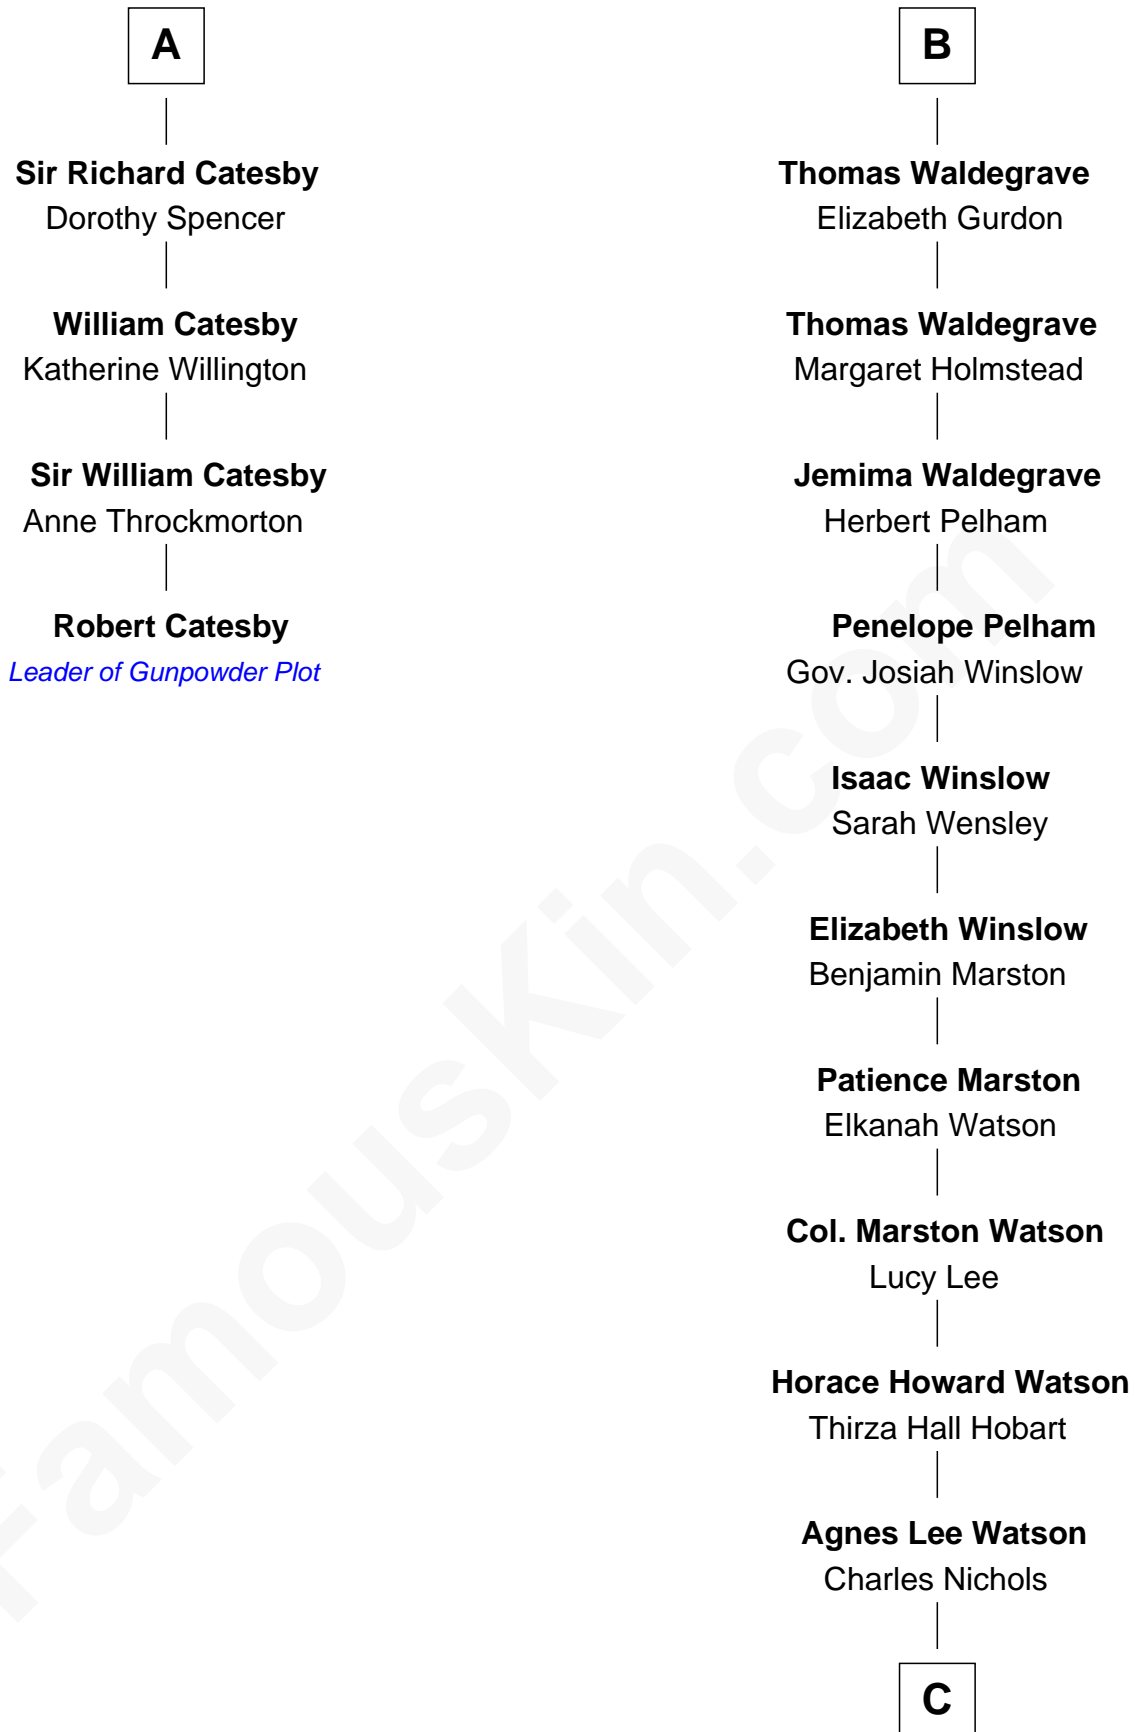 A
Sir Richard Catesby
Dorothy Spencer
William Catesby
Katherine Willington
Sir William Catesby
Anne Throckmorton
Robert Catesby
Leader of Gunpowder Plot
B
Thomas Waldegrave
Elizabeth Gurdon
Thomas Waldegrave
Margaret Holmstead
Jemima Waldegrave
Herbert Pelham
Penelope Pelham
Gov. Josiah Winslow
Isaac Winslow
Sarah Wensley
Elizabeth Winslow
Benjamin Marston
Patience Marston
Elkanah Watson
Col. Marston Watson
Lucy Lee
Horace Howard Watson
Thirza Hall Hobart
Agnes Lee Watson
Charles Nichols
C
FamousKin.com